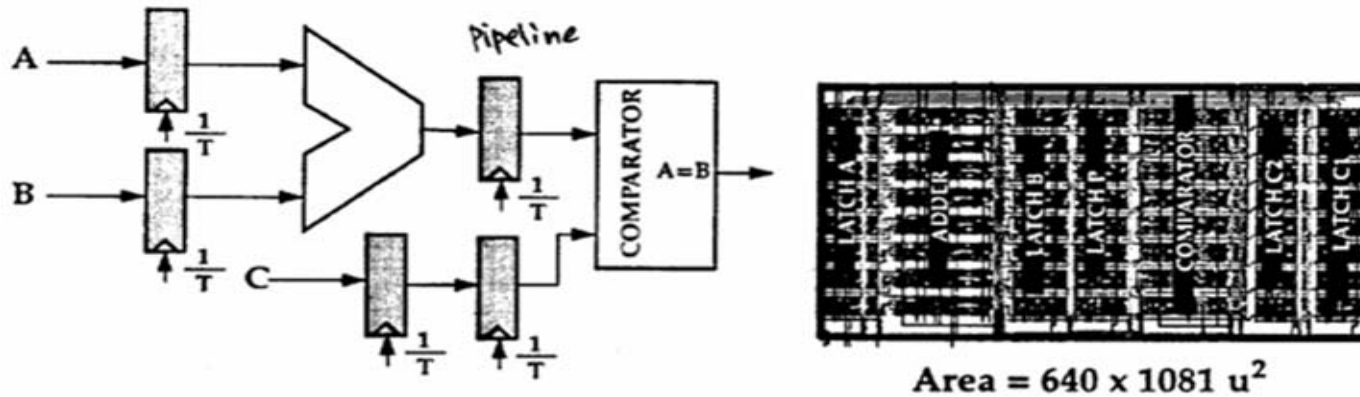 A
1/T
pipeline
B
1/T
1/T
C
1/T
1/T
COMPARATOR
A=B
LATCH A
ADDER
LATCH B
LATCH P
COMPARATOR
LATCH C2
LATCH C1
Area = 640 x 1081 u²